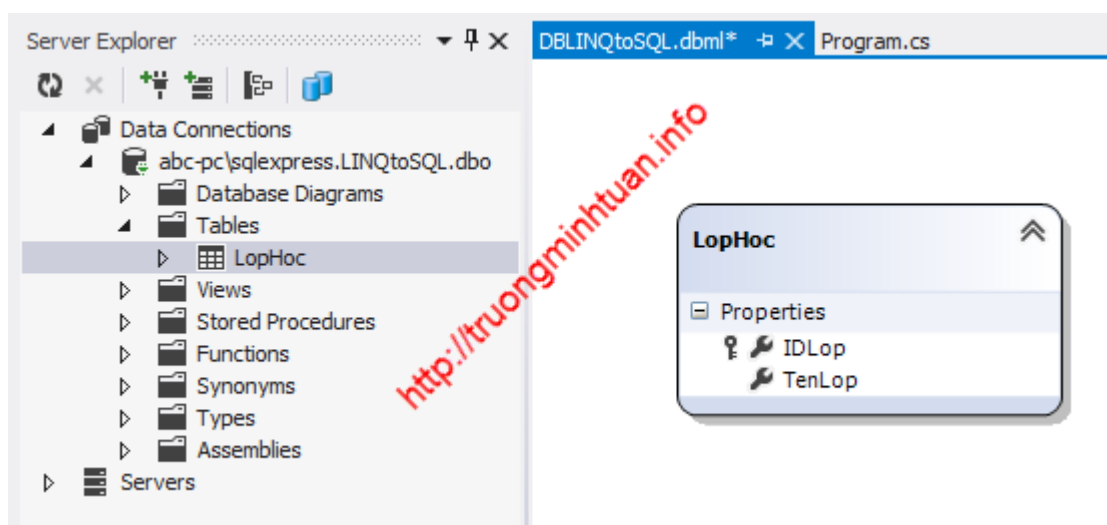 Server Explorer
DBLINQtoSQL.dbml*
Program.cs
Data Connections
abc-pc\sqlexpress.LINQtoSQL.dbo
Database Diagrams
Tables
LopHoc
Views
Stored Procedures
Functions
Synonyms
Types
Assemblies
Servers
LopHoc
Properties
IDLop
TenLop
http://truongminhtuan.info